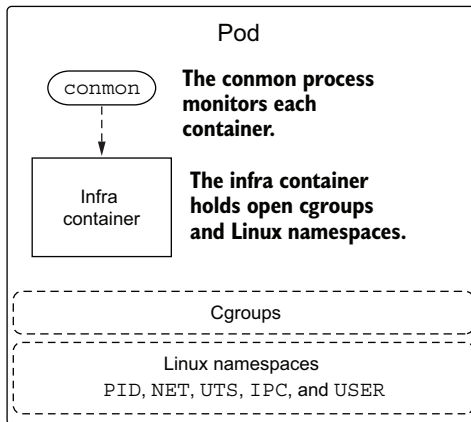 Pod
conmon
The conmon process
monitors each
container.
Infra
container
The infra container
holds open cgroups
and Linux namespaces.
Cgroups
Linux namespaces
PID, NET, UTS, IPC, and USER